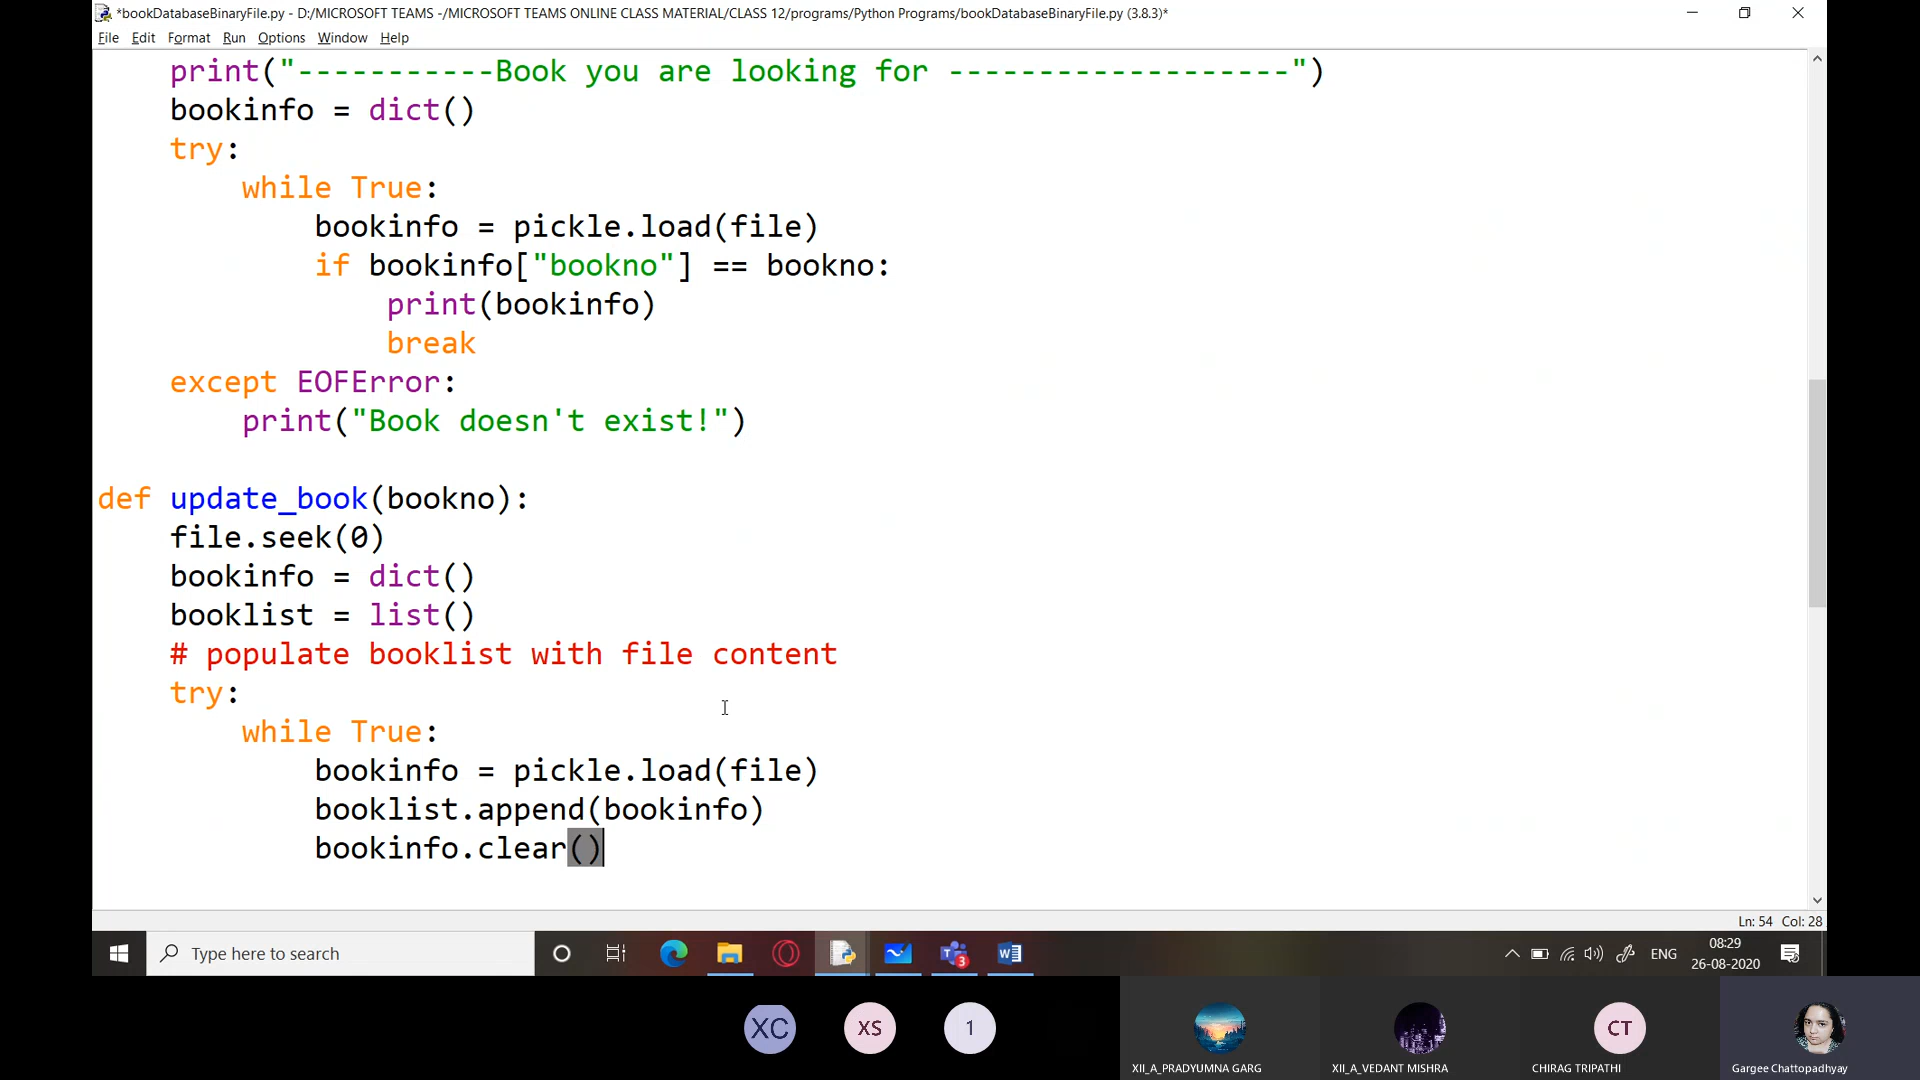 *bookDatabaseBinaryFile.py - D:/MICROSOFT TEAMS -/MICROSOFT TEAMS ONLINE CLASS MATERIAL/CLASS 12/programs/Python Programs/bookDatabaseBinaryFile.py (3.8.3)*
File Edit Format Run Options Window Help
print("-----------Book you are looking for -------------------")
bookinfo = dict()
try:
while True:
bookinfo = pickle.load(file)
if bookinfo["bookno"] == bookno:
print(bookinfo)
break
except EOFError:
print("Book doesn't exist!")
def update_book(bookno):
file.seek(0)
bookinfo = dict()
booklist = list()
# populate booklist with file content
try:
while True:
bookinfo = pickle.load(file)
booklist.append(bookinfo)
bookinfo.clear()
Ln: 54 Col: 28
Type here to search
3
W
ENG
08:29
26-08-2020
XC
XS
1
CT
XII_A_PRADYUMNA GARG
XII_A_VEDANT MISHRA
CHIRAG TRIPATHI
Gargee Chattopadhyay